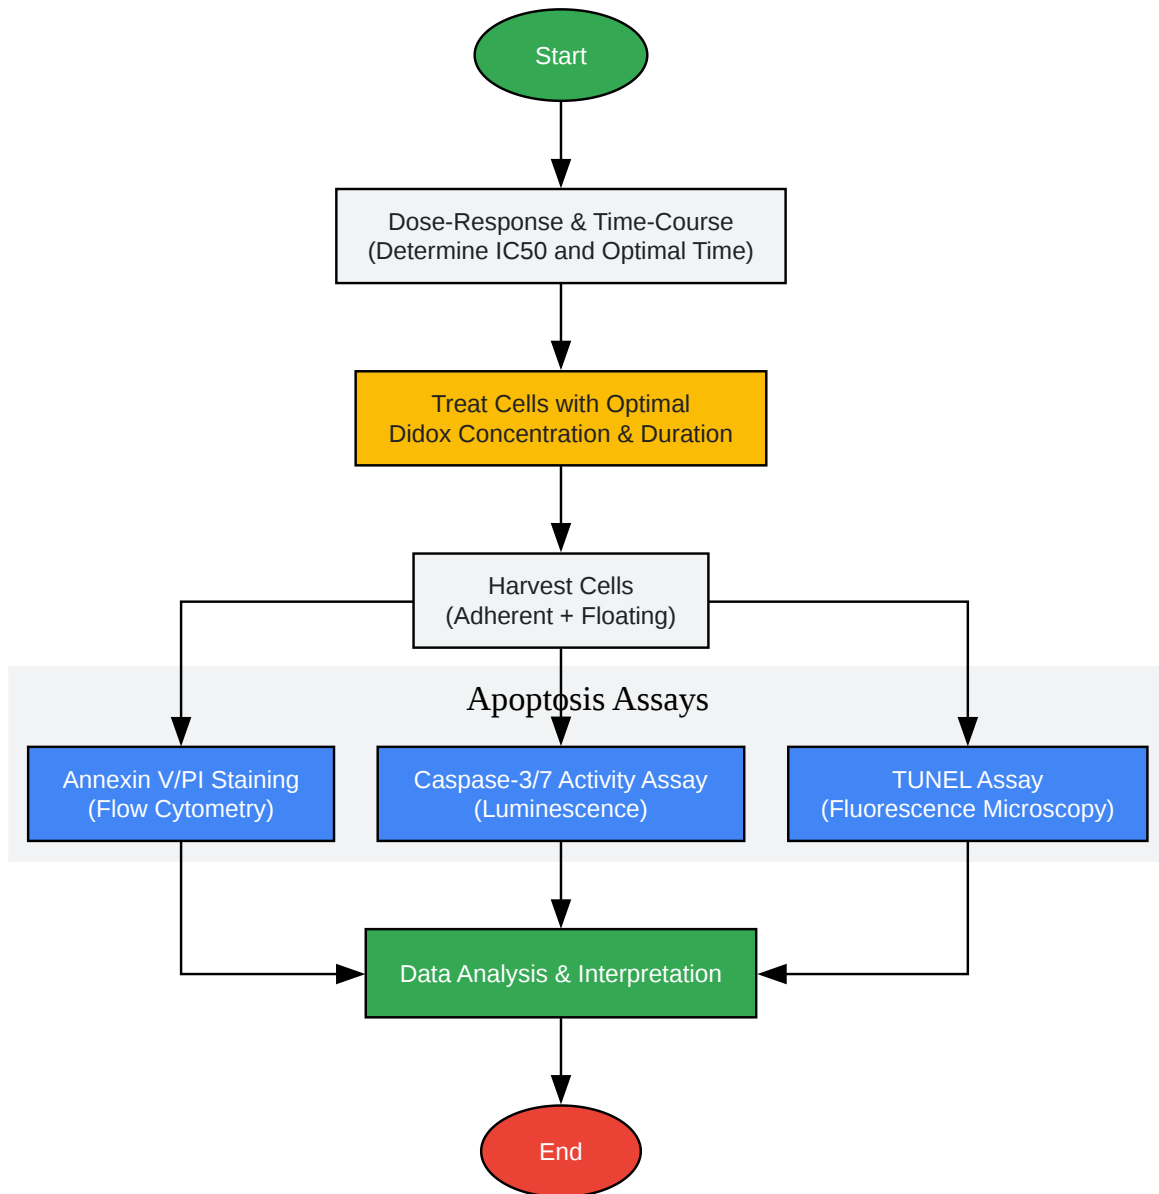 Start
Dose-Response & Time-Course
(Determine IC50 and Optimal Time)
Treat Cells with Optimal
Didox Concentration & Duration
Harvest Cells
(Adherent + Floating)
Apoptosis Assays
Annexin V/PI Staining
(Flow Cytometry)
Caspase-3/7 Activity Assay
(Luminescence)
TUNEL Assay
(Fluorescence Microscopy)
Data Analysis & Interpretation
End